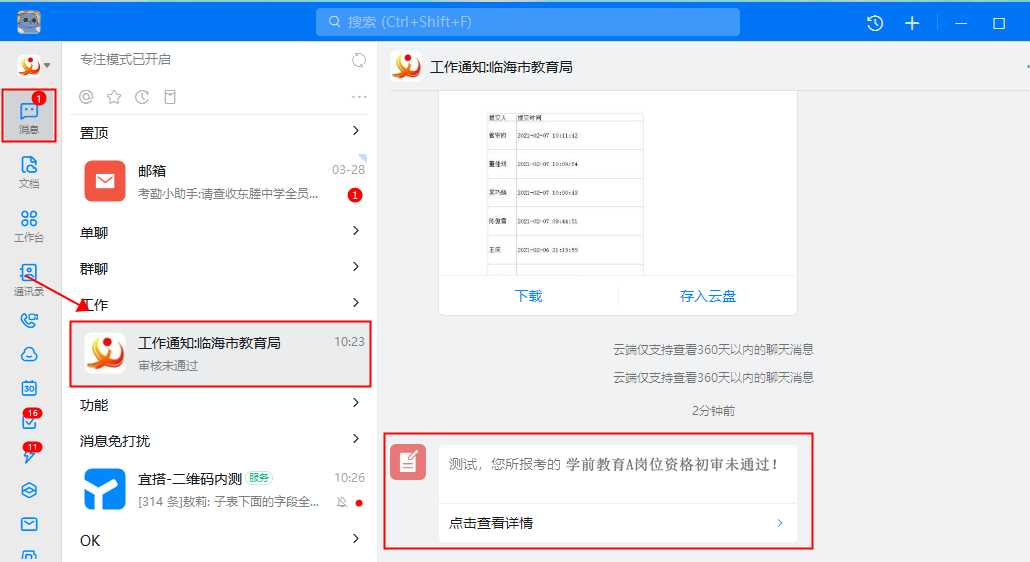 搜索 (Ctrl+Shift+F)
1
消息
文档
工作台
通讯录
30
16
11
专注模式已开启
置顶
邮箱
03-28
考勤小助手:请查收东塍中学全员...
1
单聊
群聊
工作
工作通知:临海市教育局
10:23
审核未通过
功能
消息免打扰
宜搭-二维码内测 服务
10:26
[314 条]敖莉: 子表下面的字段全...
OK
工作通知:临海市教育局
提交人 提交时间
2021-02-07 10:11:42
2021-02-07 10:09:54
2021-02-07 10:00:43
2021-02-07 09:44:51
王庆 2021-02-06 21:19:59
下载
存入云盘
云端仅支持查看360天以内的聊天消息
云端仅支持查看360天以内的聊天消息
2分钟前
测试，您所报考的 学前教育A岗位资格初审未通过！
点击查看详情